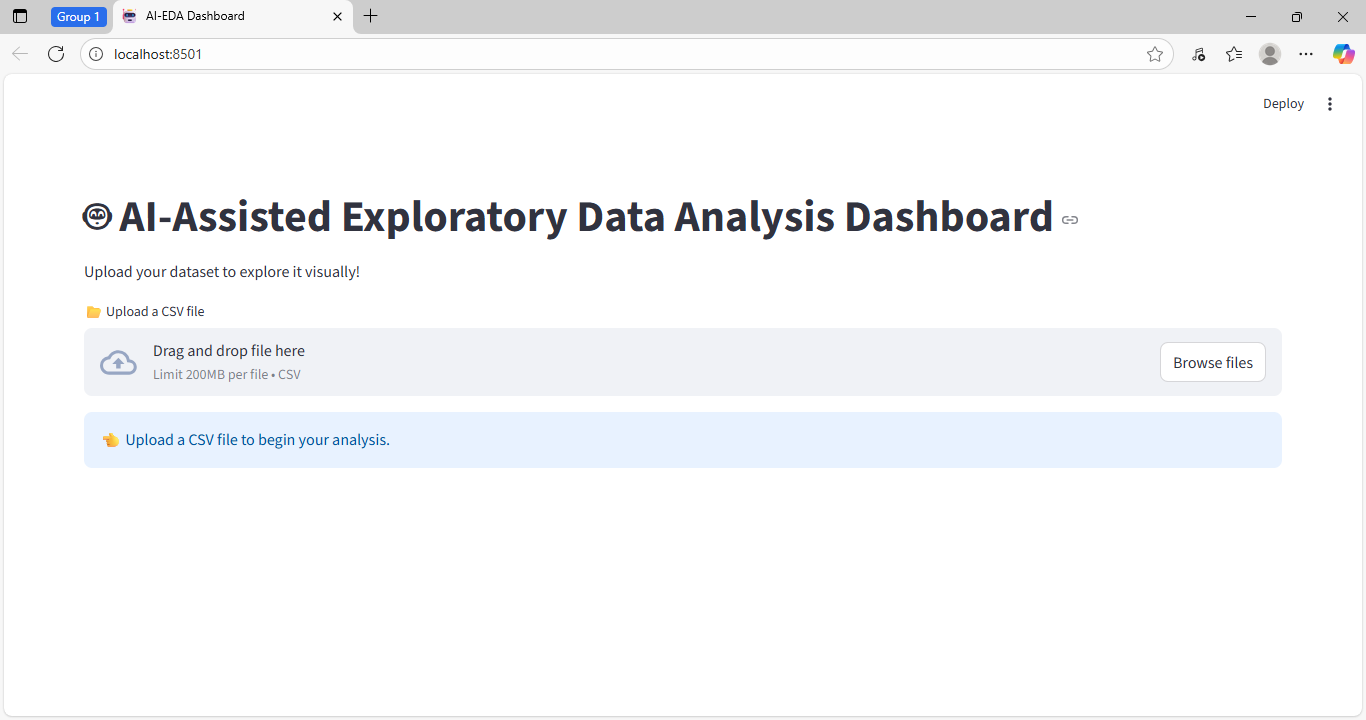 Group 1
AI-EDA Dashboard
localhost:8501
Deploy
AI-Assisted Exploratory Data Analysis Dashboard
Upload your dataset to explore it visually!
Upload a CSV file
Drag and drop file here
Limit 200MB per file • CSV
Browse files
Upload a CSV file to begin your analysis.